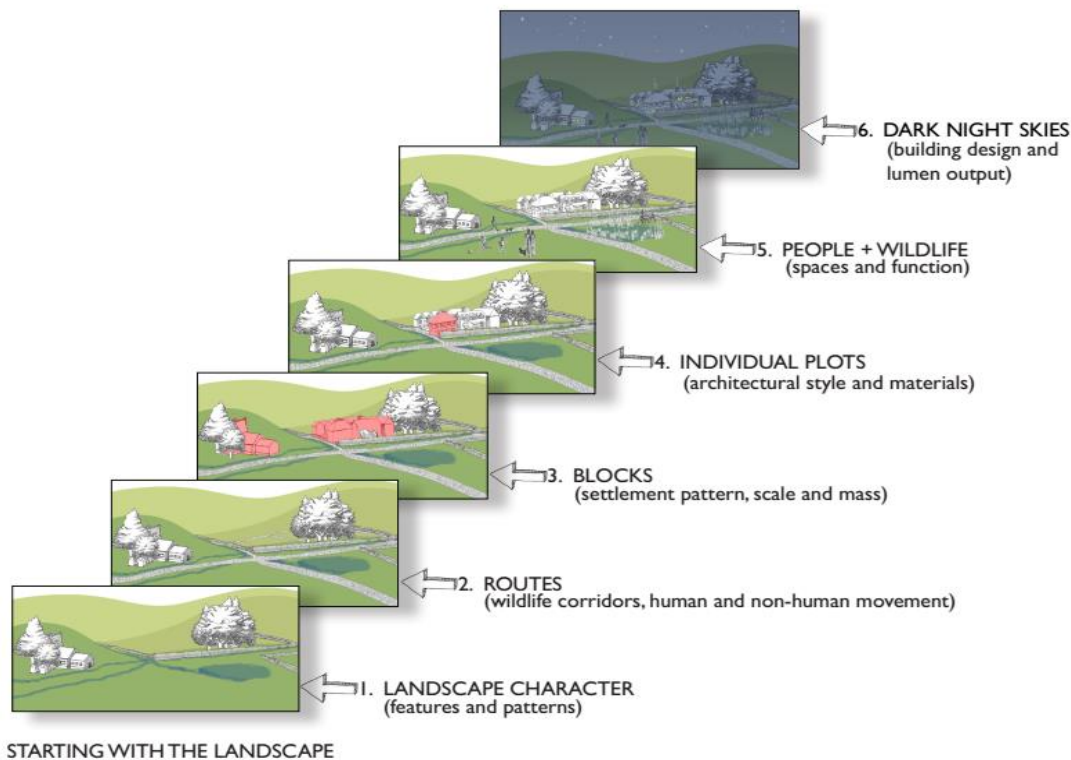 6. DARK NIGHT SKIES
(building design and
lumen output)
5. PEOPLE + WILDLIFE
(spaces and function)
4. INDIVIDUAL PLOTS
(architectural style and materials)
3. BLOCKS
(settlement pattern, scale and mass)
2. ROUTES
(wildlife corridors, human and non-human movement)
1. LANDSCAPE CHARACTER
(features and patterns)
STARTING WITH THE LANDSCAPE